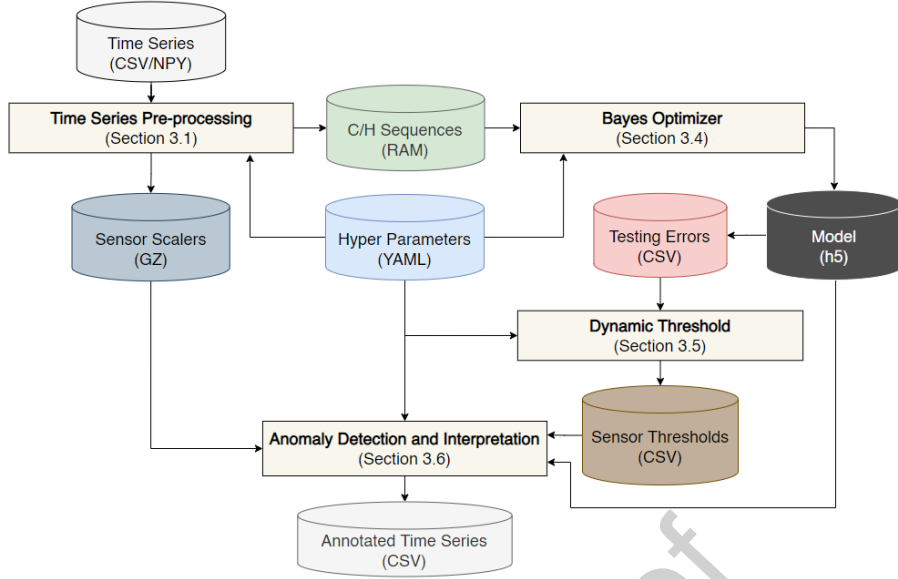 Time Series
(CSV/NPY)
Time Series Pre-processing
(Section 3.1)
C/H Sequences
(RAM)
Bayes Optimizer
(Section 3.4)
Sensor Scalers
(GZ)
Hyper Parameters
(YAML)
Testing Errors
(CSV)
Model
(h5)
Dynamic Threshold
(Section 3.5)
Anomaly Detection and Interpretation
(Section 3.6)
Sensor Thresholds
(CSV)
Annotated Time Series
(CSV)